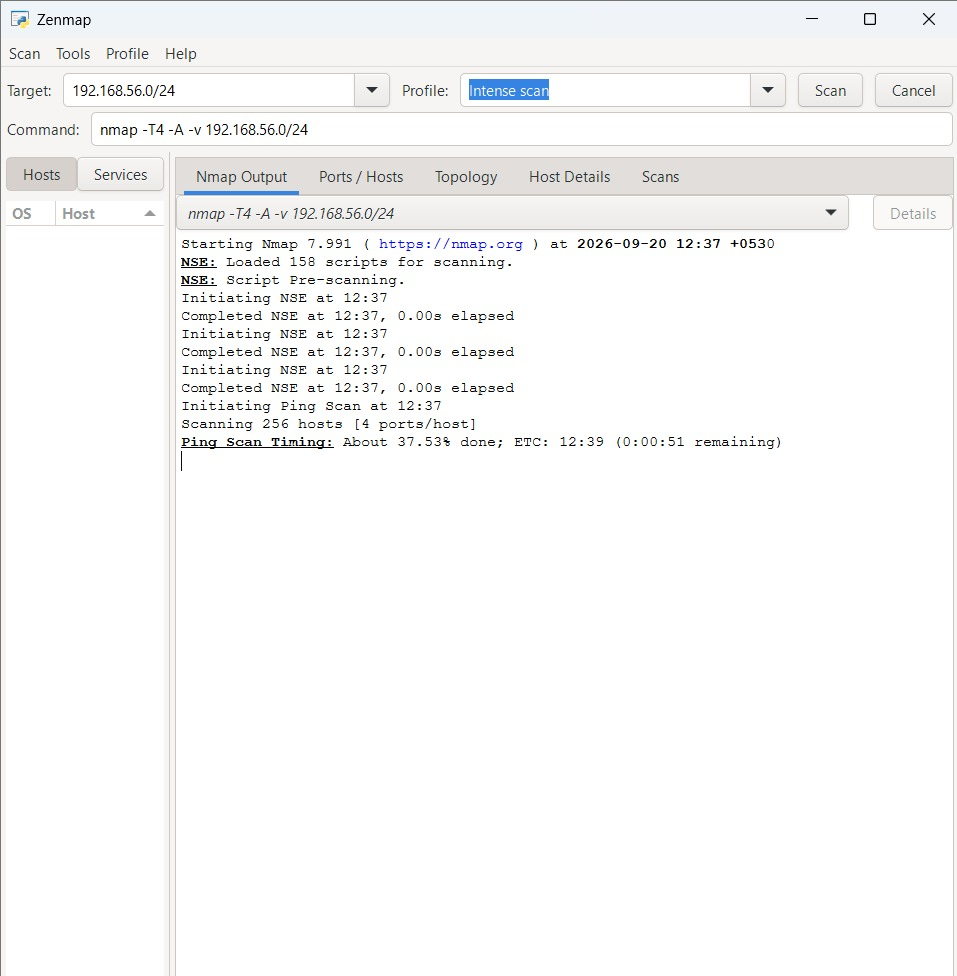 Zenmap
Scan Tools Profile Help
Target: 192.168.56.0/24 Profile: Intense scan Scan Cancel
Command: nmap -T4 -A -v 192.168.56.0/24
Hosts Services Nmap Output Ports / Hosts Topology Host Details Scans
OS Host nmap -T4 -A -v 192.168.56.0/24 Details
Starting Nmap 7.991 ( https://nmap.org ) at 2026-09-20 12:37 +0530
NSE: Loaded 158 scripts for scanning.
NSE: Script Pre-scanning.
Initiating NSE at 12:37
Completed NSE at 12:37, 0.00s elapsed
Initiating NSE at 12:37
Completed NSE at 12:37, 0.00s elapsed
Initiating NSE at 12:37
Completed NSE at 12:37, 0.00s elapsed
Initiating Ping Scan at 12:37
Scanning 256 hosts [4 ports/host]
Ping Scan Timing: About 37.53% done; ETC: 12:39 (0:00:51 remaining)